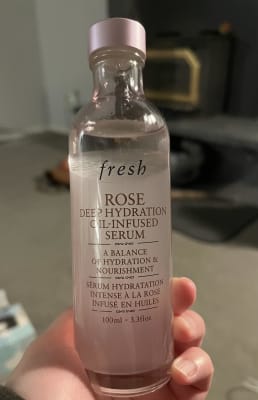 fresh
ROSE
DEEP HYDRATION
OIL-INFUSED
SERUM
A BALANCE
OF HYDRATION &
NOURISHMENT
SÉRUM HYDRATATION
INTENSE À LA ROSE
INFUSÉ EN HUILES
100ml - 3.3fl oz